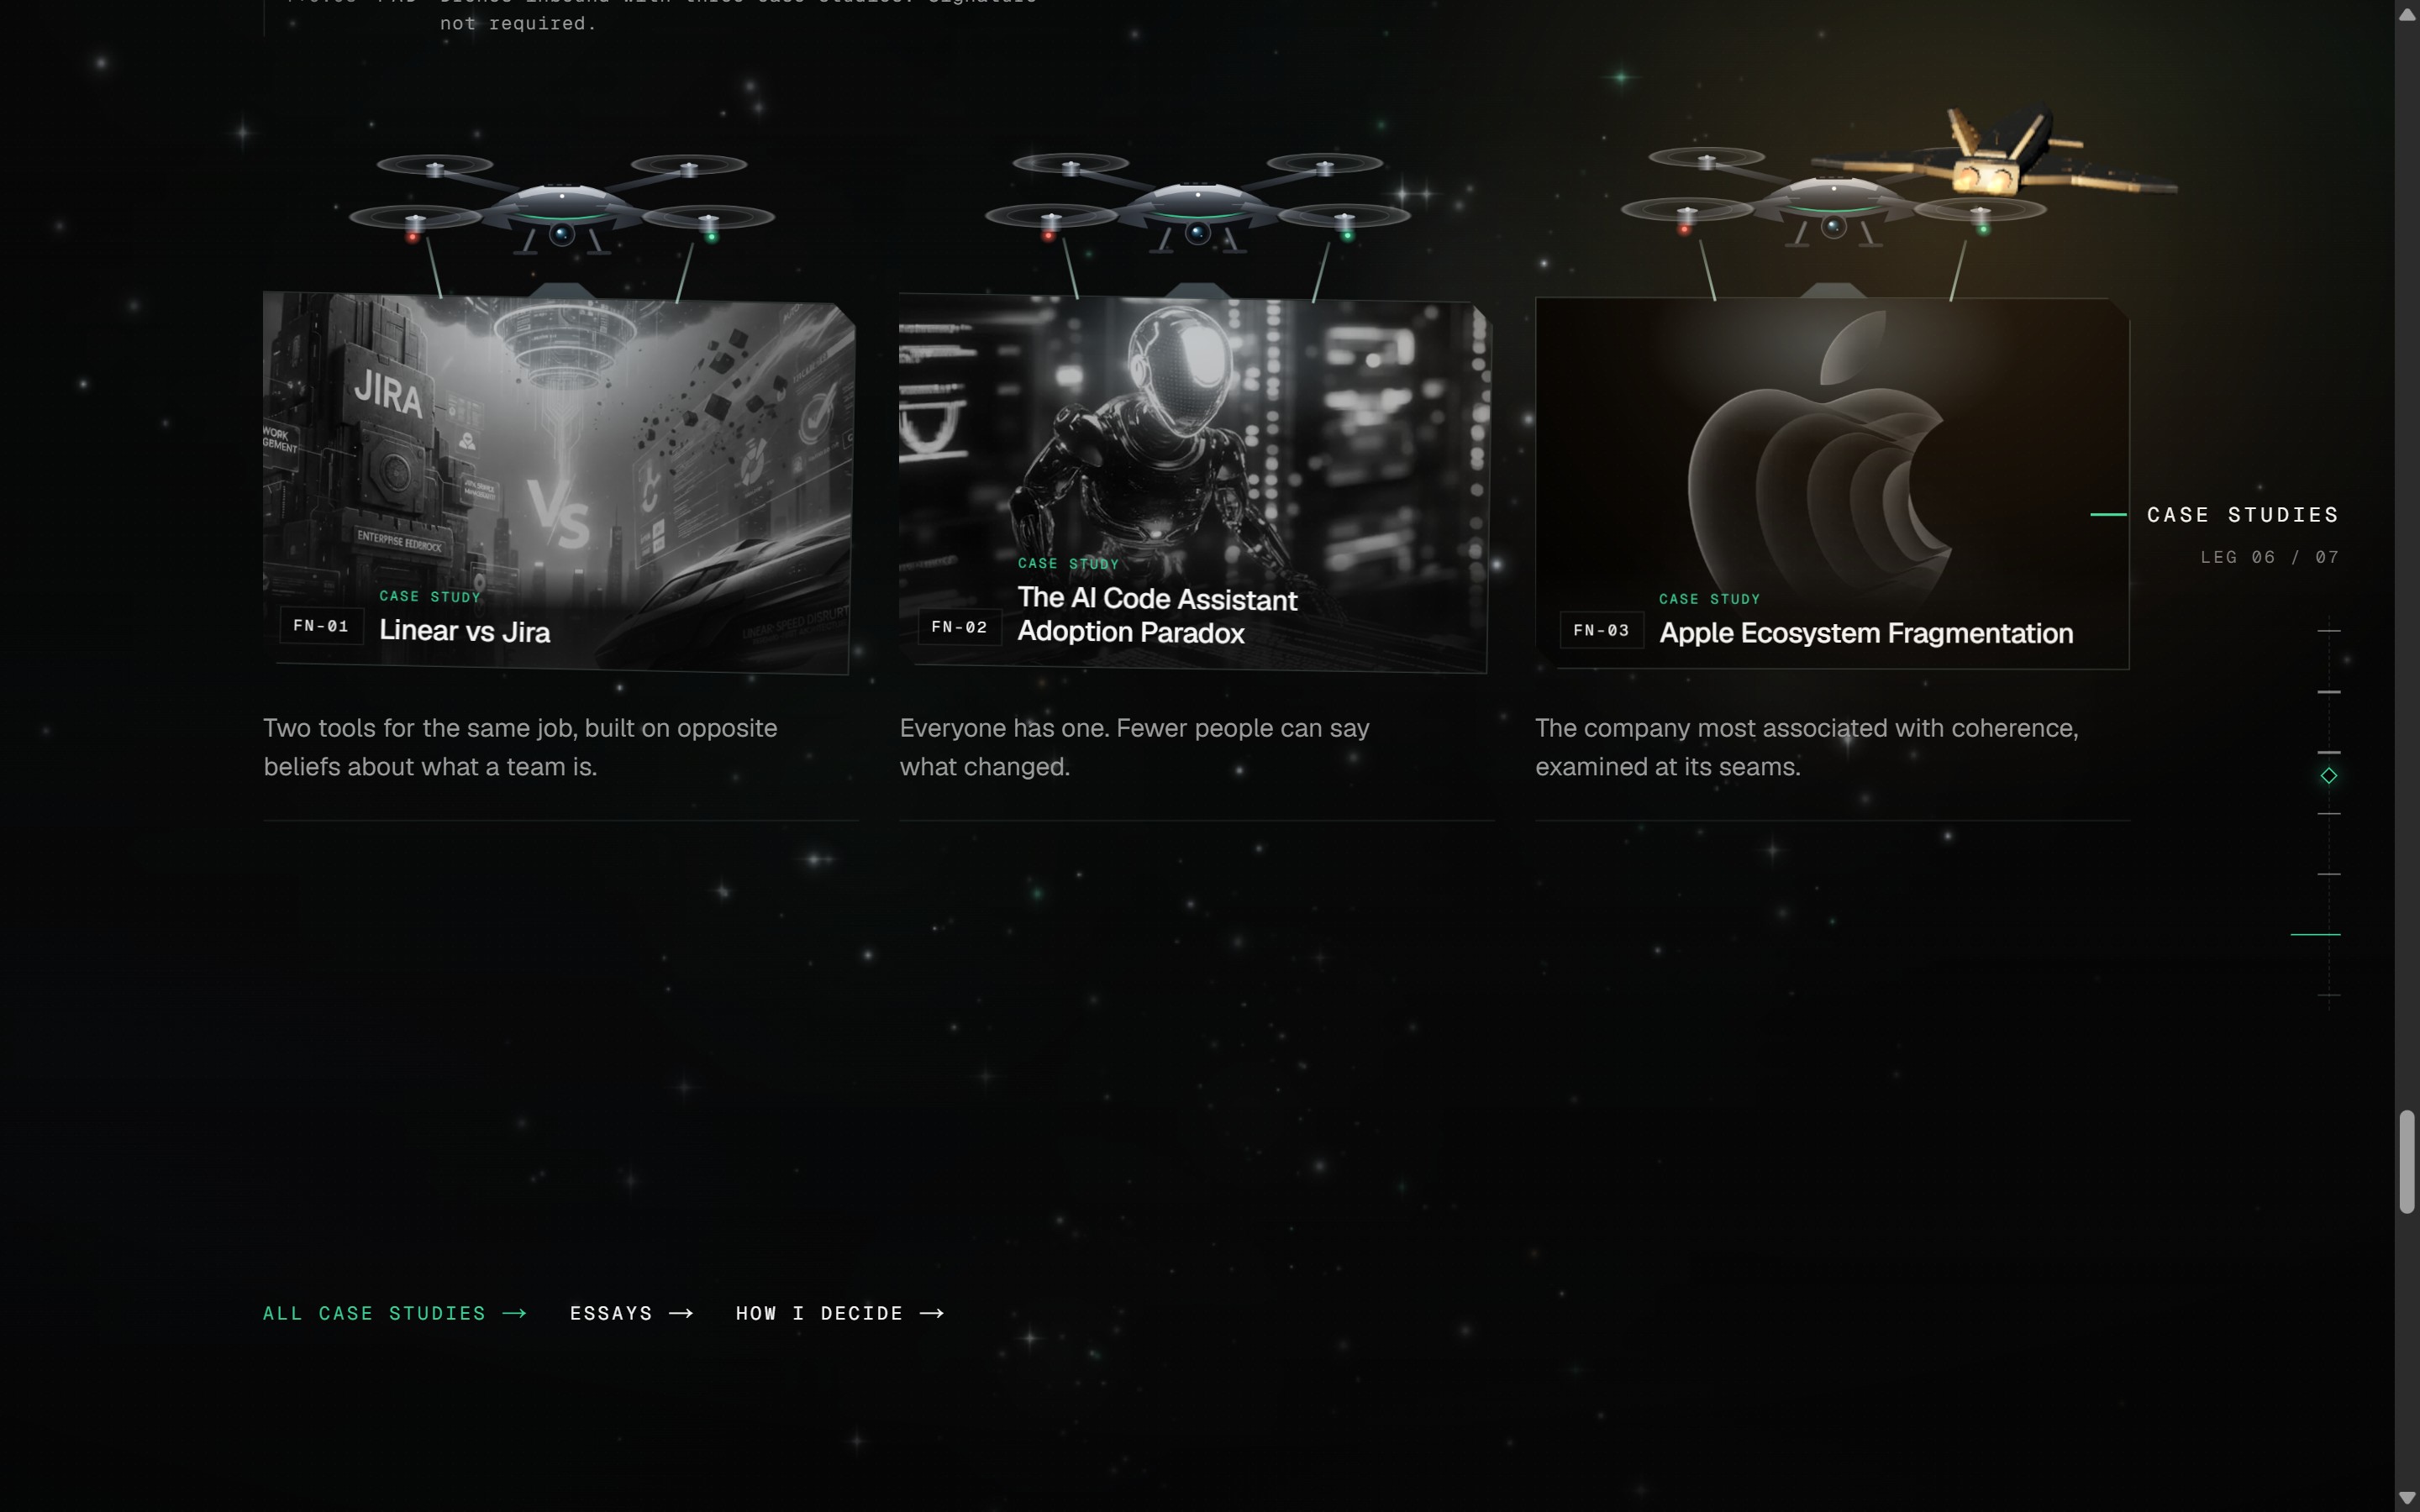 not required.
JIRA
VS
ENTERPRISE
CASE STUDY
FN-01
Linear vs Jira
CASE STUDY
FN-02
The AI Code Assistant
Adoption Paradox
CASE STUDY
FN-03
Apple Ecosystem Fragmentation
CASE STUDIES
LEG 06 / 07
Two tools for the same job, built on opposite
beliefs about what a team is.
Everyone has one. Fewer people can say
what changed.
The company most associated with coherence,
examined at its seams.
ALL CASE STUDIES →
ESSAYS →
HOW I DECIDE →